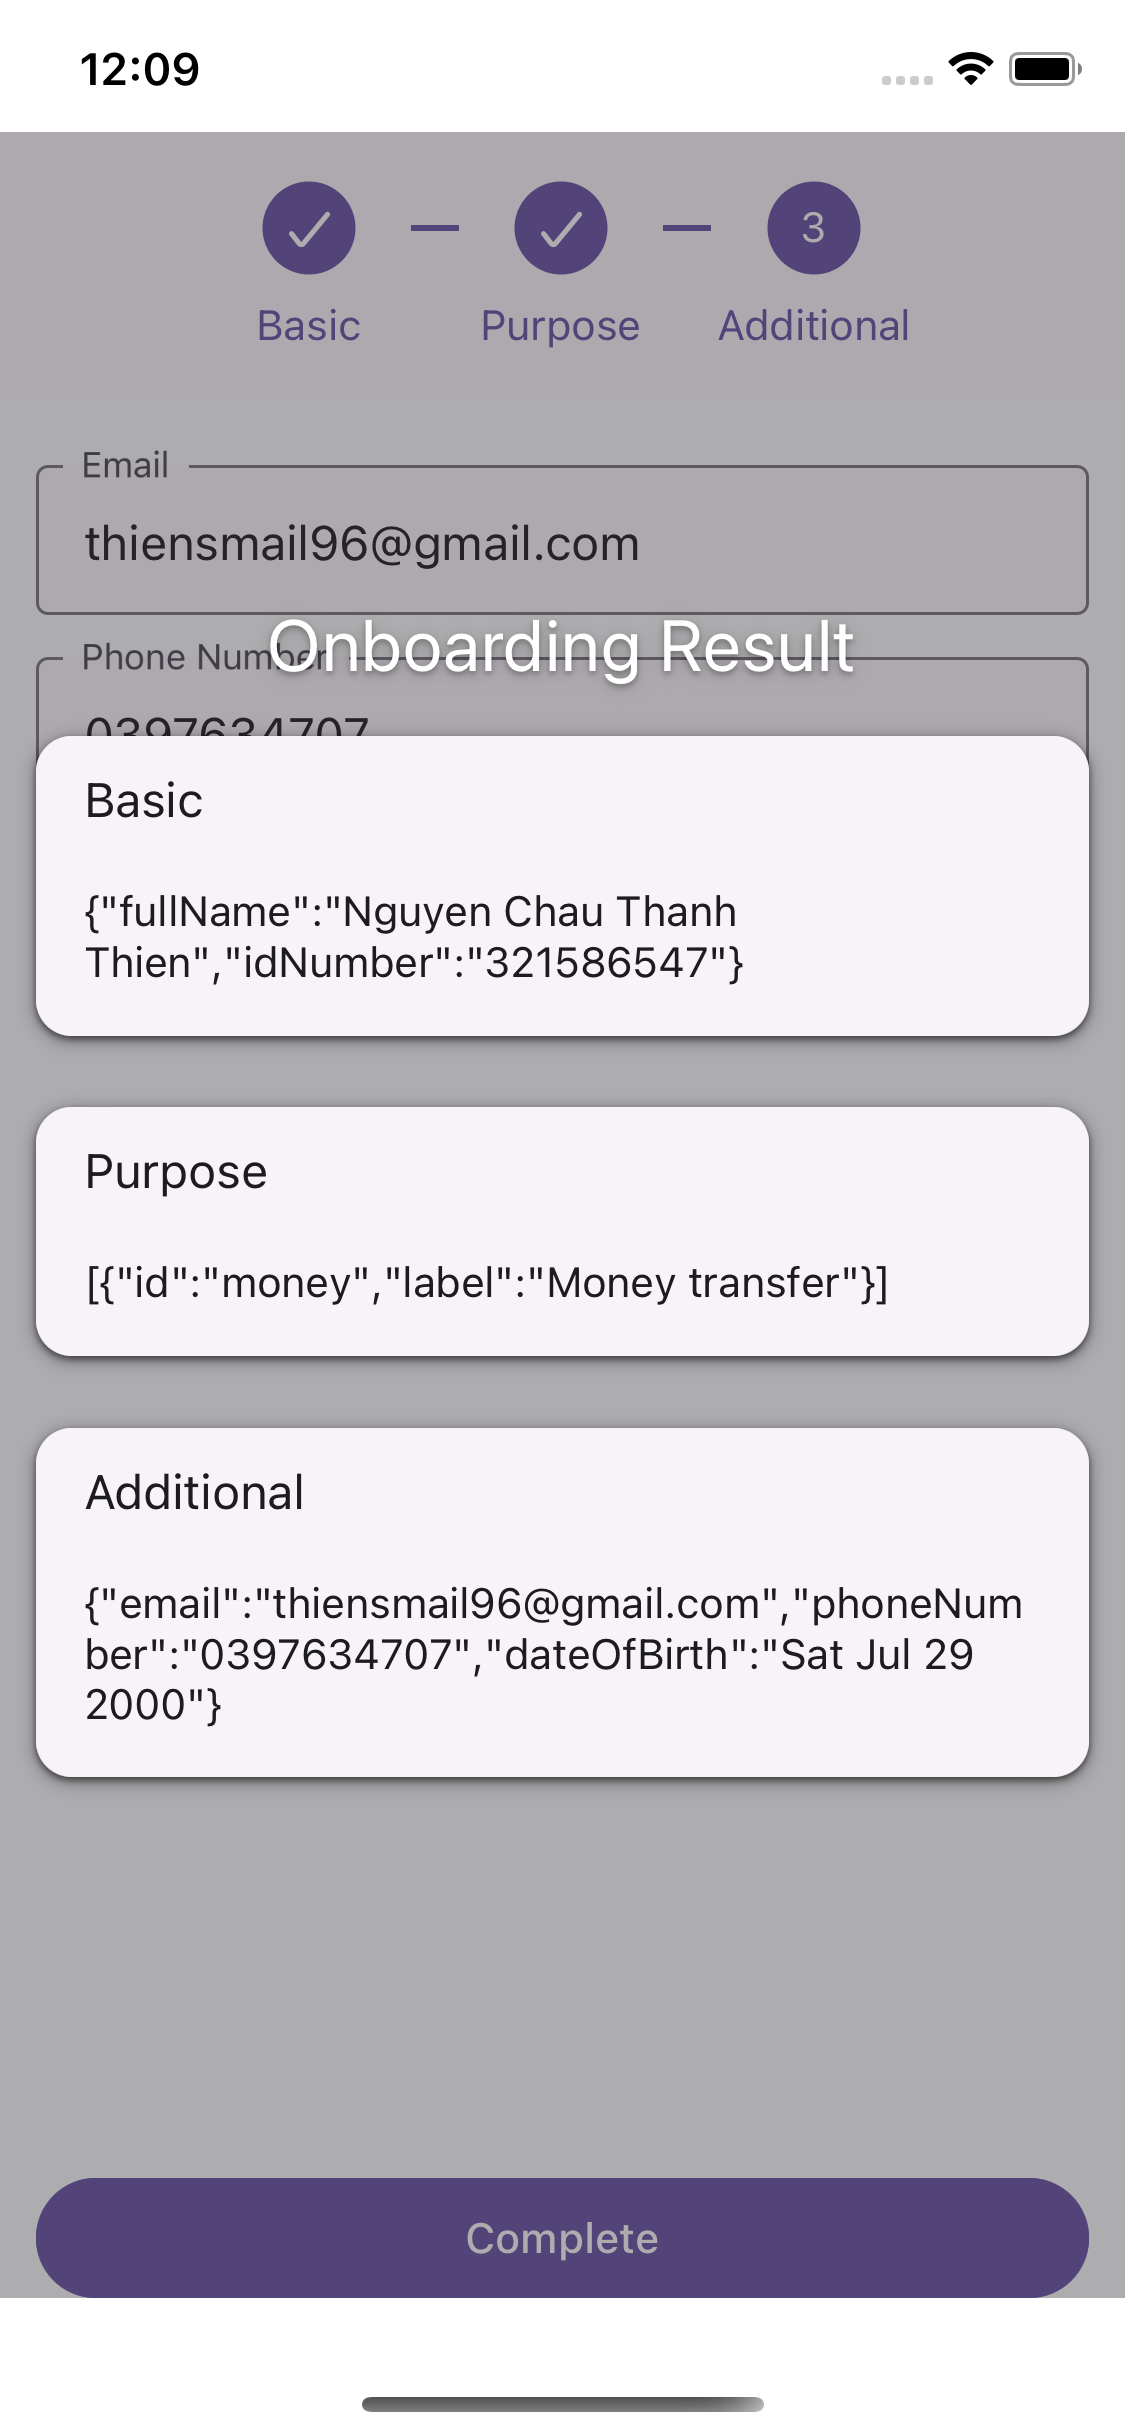 12:09
3
Basic
Purpose
Additional
Email
thiensmail96@gmail.com
Phone Number
Onboarding Result
0397634707
Basic
{"fullName":"Nguyen Chau Thanh
Thien","idNumber":"321586547"}
Purpose
[{"id":"money","label":"Money transfer"}]
Additional
{"email":"thiensmail96@gmail.com","phoneNum
ber":"0397634707","dateOfBirth":"Sat Jul 29
2000"}
Complete